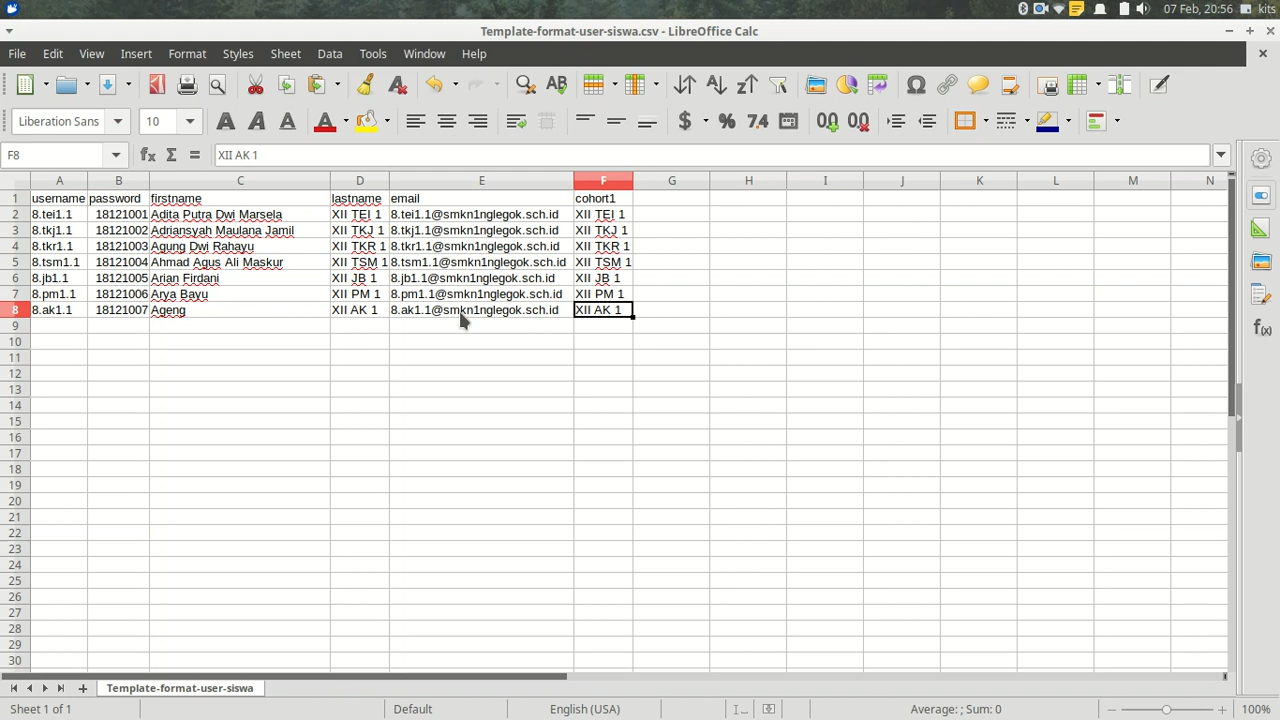 07 Feb, 20:56 kits
Template-format-user-siswa.csv - LibreOffice Calc
File Edit View Insert Format Styles Sheet Data Tools Window Help
Liberation Sans 10
F8 XII AK 1
A B C D E F G H I J K L M N
1 username password firstname lastname email cohort1
2 8.tei1.1 18121001 Adita Putra Dwi Marsela XII TEI 1 8.tei1.1@smkn1nglegok.sch.id XII TEI 1
3 8.tkj1.1 18121002 Adriansyah Maulana Jamil XII TKJ 1 8.tkj1.1@smkn1nglegok.sch.id XII TKJ 1
4 8.tkr1.1 18121003 Agung Dwi Rahayu XII TKR 1 8.tkr1.1@smkn1nglegok.sch.id XII TKR 1
5 8.tsm1.1 18121004 Ahmad Agus Ali Maskur XII TSM 1 8.tsm1.1@smkn1nglegok.sch.id XII TSM 1
6 8.jb1.1 18121005 Arian Firdani XII JB 1 8.jb1.1@smkn1nglegok.sch.id XII JB 1
7 8.pm1.1 18121006 Arya Bayu XII PM 1 8.pm1.1@smkn1nglegok.sch.id XII PM 1
8 8.ak1.1 18121007 Ageng XII AK 1 8.ak1.1@smkn1nglegok.sch.id XII AK 1
9
10
11
12
13
14
15
16
17
18
19
20
21
22
23
24
25
26
27
28
29
30
Template-format-user-siswa
Sheet 1 of 1 Default English (USA) Average: ; Sum: 0 100%